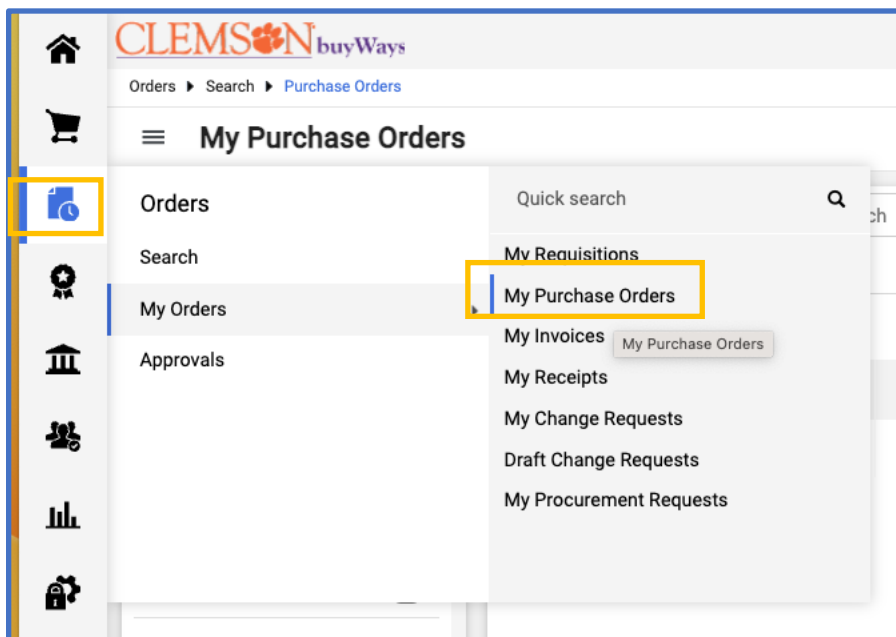 CLEMSON buyWays
Orders Search Purchase Orders
My Purchase Orders
Orders
Search
My Orders
Approvals
Quick search
ch
My Requisitions
My Purchase Orders
My Invoices
My Purchase Orders
My Receipts
My Change Requests
Draft Change Requests
My Procurement Requests